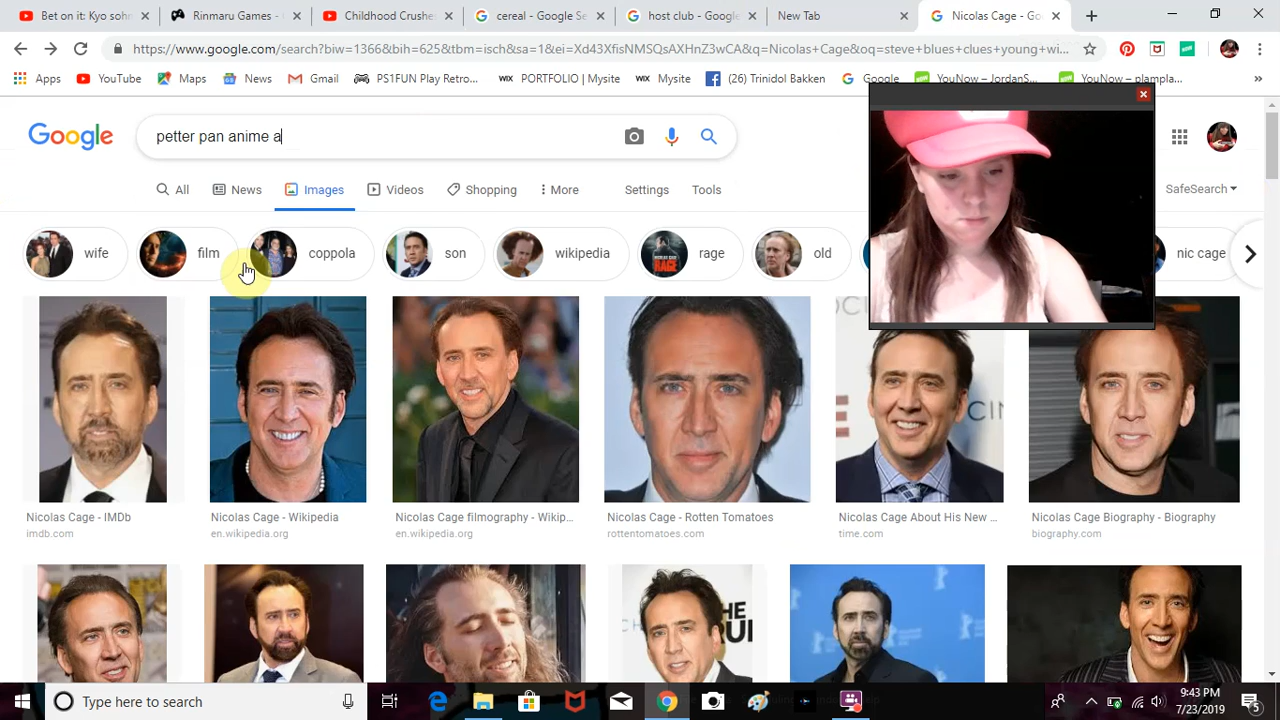 Bet on it: Kyo sohm
Rinmaru Games -
Childhood Crushes
cereal - Google Se
host club - Google
New Tab
Nicolas Cage - Goo
https://www.google.com/search?biw=1366&bih=625&tbm=isch&sa=1&ei=Xd43XfisNMSQsAXHnZ3wCA&q=Nicolas+Cage&oq=steve+blues+clues+young+wi...
Apps YouTube Maps News Gmail PS1FUN Play Retro... WIX PORTFOLIO | Mysite WIX Mysite (26) Trinidol Bakken Google YouNow – JordanS... YouNow – plampla...
Google petter pan anime a
All News Images Videos Shopping More Settings Tools SafeSearch
wife film coppola son wikipedia rage old nic cage
Nicolas Cage - IMDb
imdb.com
Nicolas Cage - Wikipedia
en.wikipedia.org
Nicolas Cage filmography - Wikip...
en.wikipedia.org
Nicolas Cage - Rotten Tomatoes
rottentomatoes.com
Nicolas Cage About His New ...
time.com
Nicolas Cage Biography - Biography
biography.com
Type here to search
9:43 PM
7/23/2019